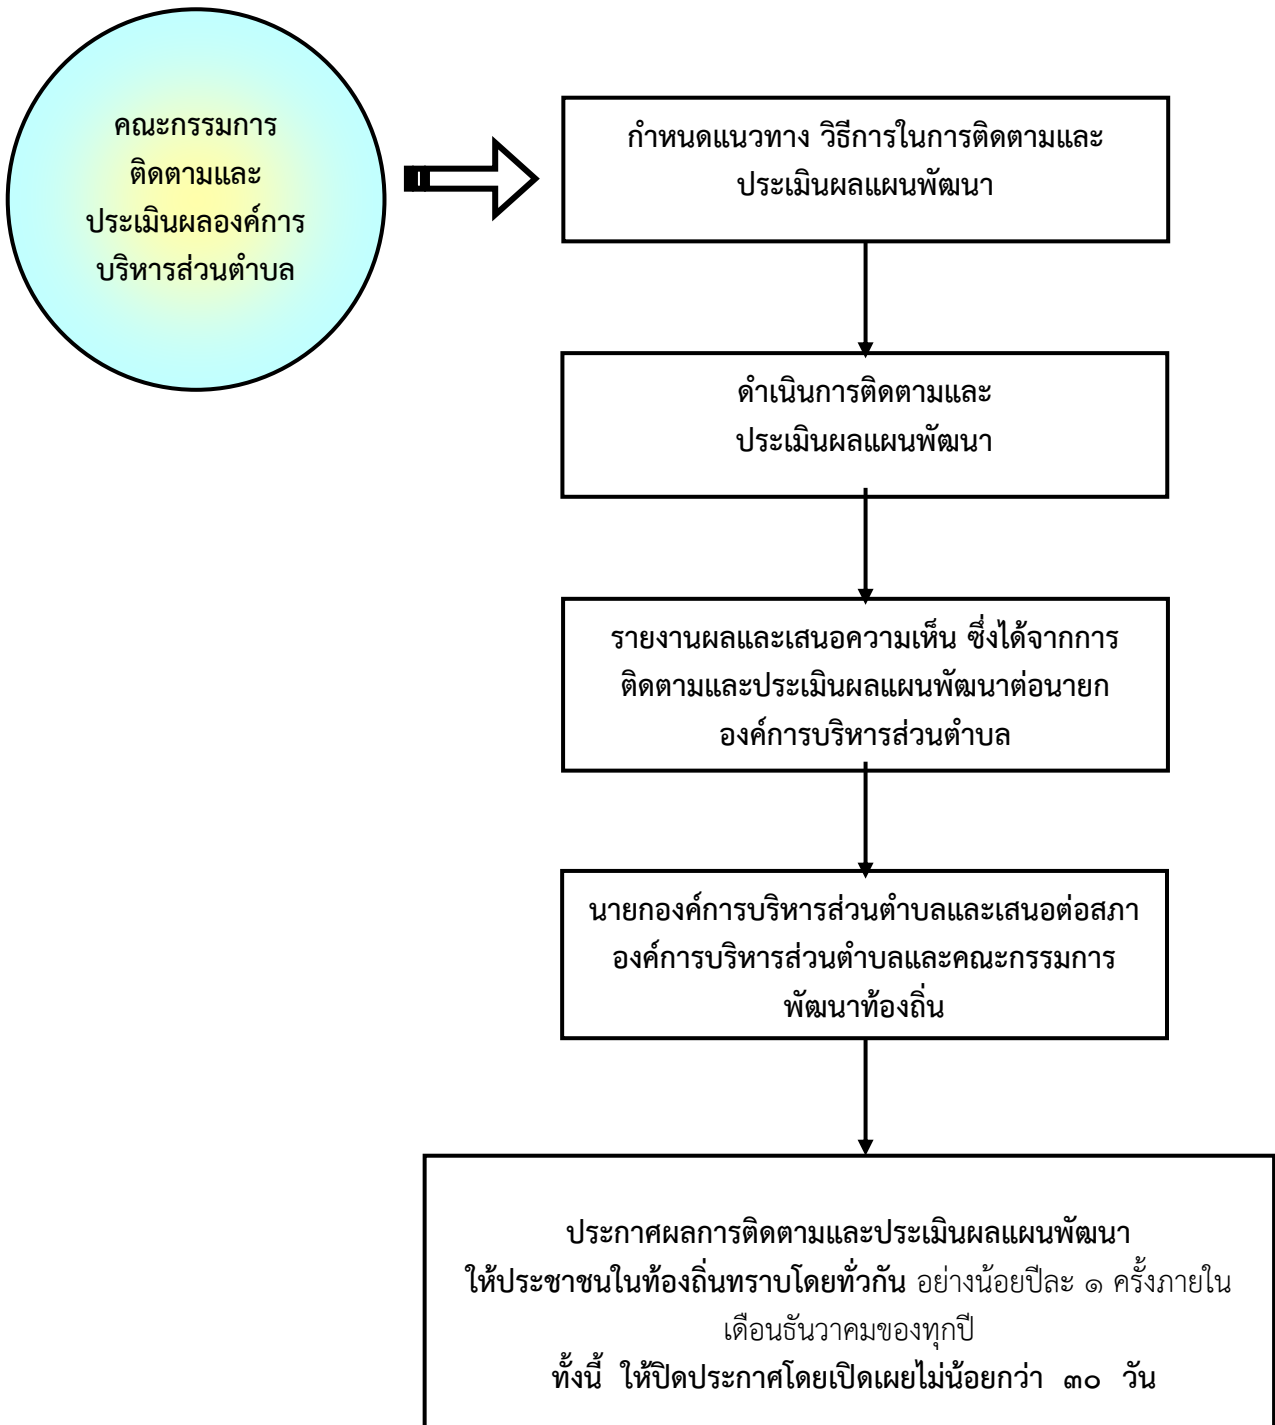 คณะกรรมการ
ติดตามและ
ประเมินผลองค์การ
บริหารส่วนตำบล
กำหนดแนวทาง วิธีการในการติดตามและ
ประเมินผลแผนพัฒนา
ดำเนินการติดตามและ
ประเมินผลแผนพัฒนา
รายงานผลและเสนอความเห็น ซึ่งได้จากการ
ติดตามและประเมินผลแผนพัฒนาต่อนายก
องค์การบริหารส่วนตำบล
นายกองค์การบริหารส่วนตำบลและเสนอต่อสภา
องค์การบริหารส่วนตำบลและคณะกรรมการ
พัฒนาท้องถิ่น
ประกาศผลการติดตามและประเมินผลแผนพัฒนา
ให้ประชาชนในท้องถิ่นทราบโดยทั่วกัน อย่างน้อยปีละ ๑ ครั้งภายใน
เดือนธันวาคมของทุกปี
ทั้งนี้ ให้ปิดประกาศโดยเปิดเผยไม่น้อยกว่า ๓๐ วัน